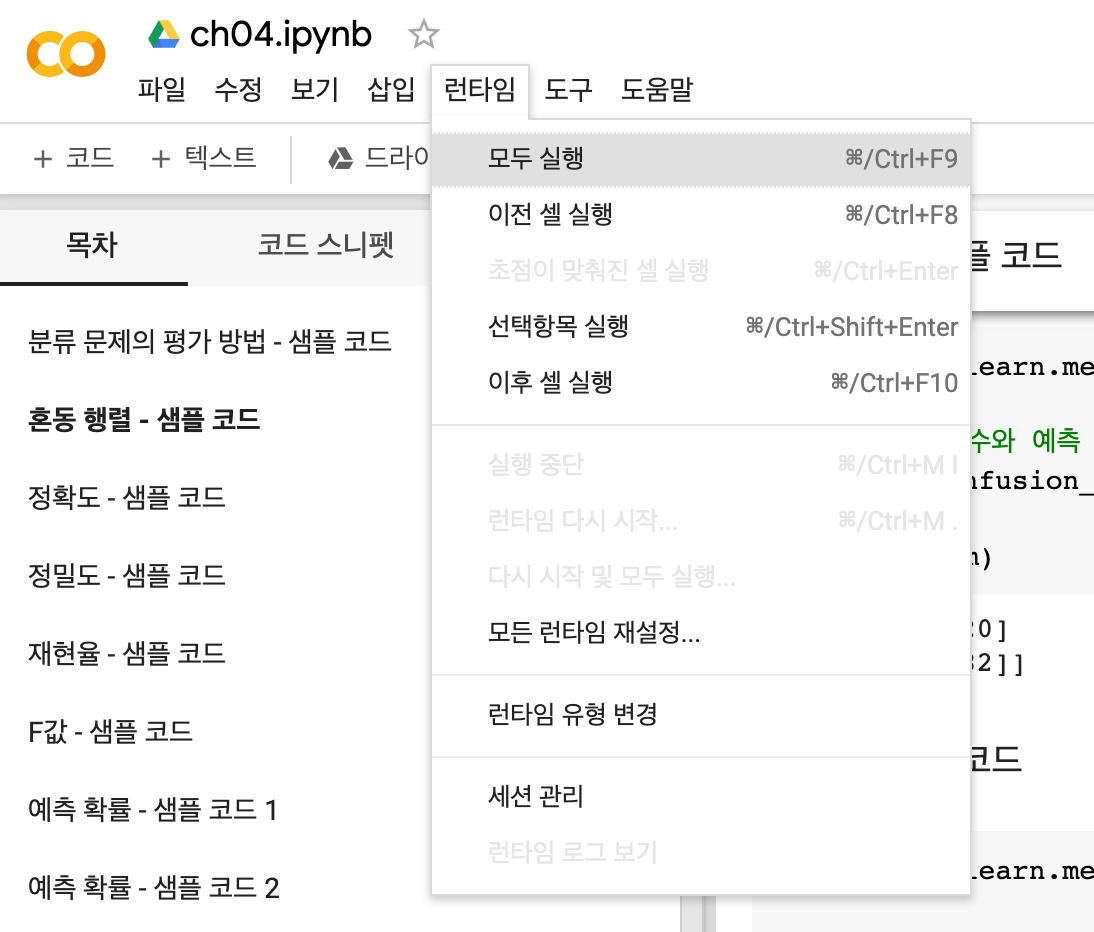 ch04.ipynb
파일 수정 보기 삽입 런타임 도구 도움말
+ 코드 + 텍스트 드라이
모두 실행 ⌘/Ctrl+F9
이전 셀 실행 ⌘/Ctrl+F8
초점이 맞춰진 셀 실행 ⌘/Ctrl+Enter
선택항목 실행 ⌘/Ctrl+Shift+Enter
이후 셀 실행 ⌘/Ctrl+F10
실행 중단 ⌘/Ctrl+M I
런타임 다시 시작... ⌘/Ctrl+M .
다시 시작 및 모두 실행...
모든 런타임 재설정...
런타임 유형 변경
세션 관리
런타임 로그 보기
목차 코드 스니펫
분류 문제의 평가 방법 - 샘플 코드
혼동 행렬 - 샘플 코드
정확도 - 샘플 코드
정밀도 - 샘플 코드
재현율 - 샘플 코드
F값 - 샘플 코드
예측 확률 - 샘플 코드 1
예측 확률 - 샘플 코드 2
플 코드
learn.me
수와 예측
nfusion_
)
0]
2]]
코드
learn.me